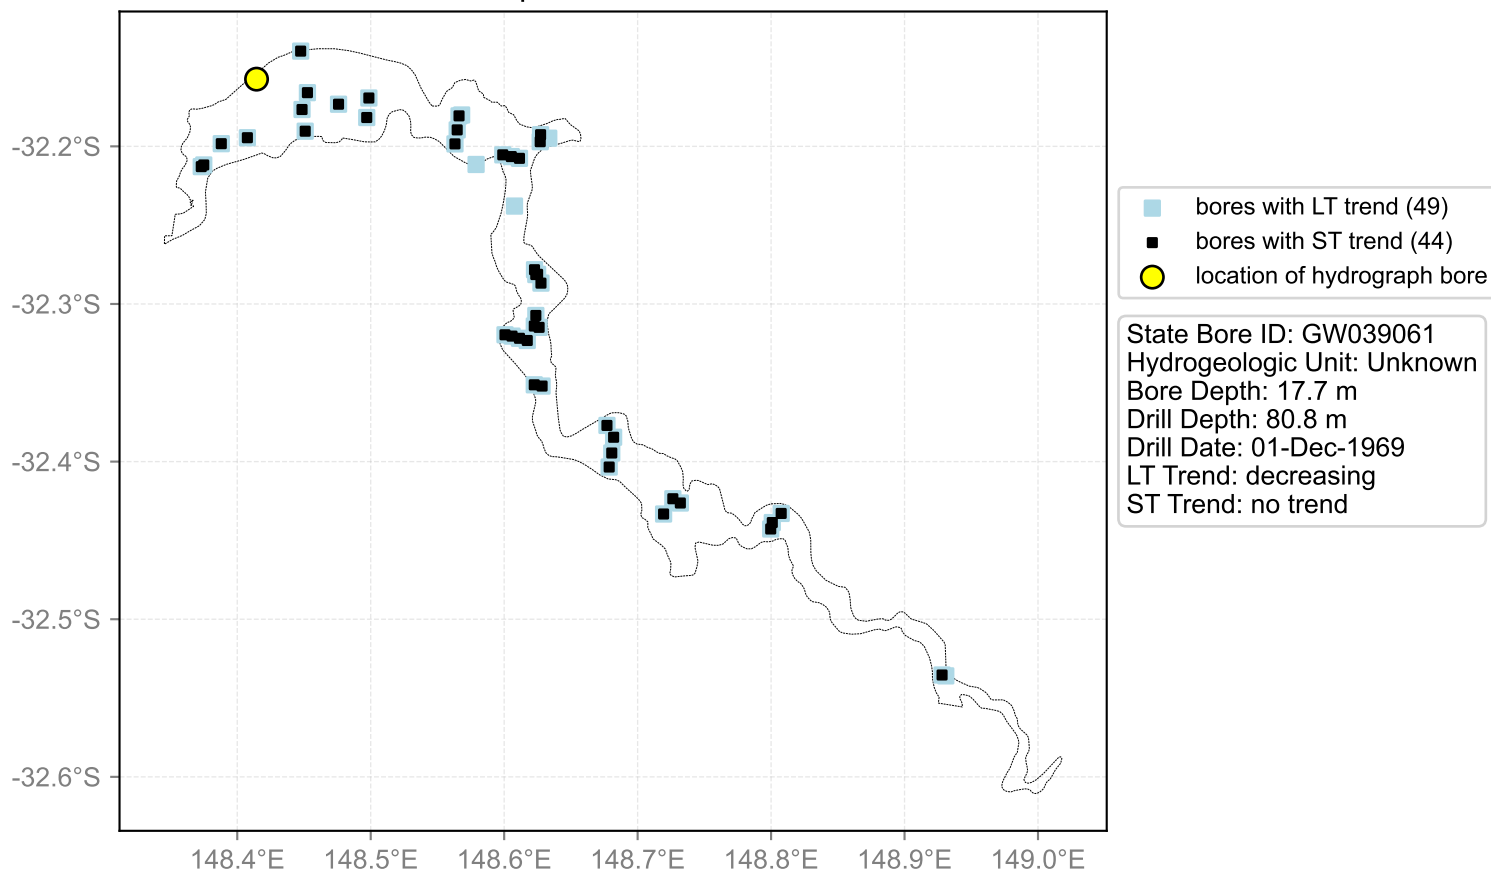 -32.2°S
-32.3°S
-32.4°S
-32.5°S
-32.6°S
148.4°E 148.5°E 148.6°E 148.7°E 148.8°E 148.9°E 149.0°E
bores with LT trend (49)
bores with ST trend (44)
location of hydrograph bore
State Bore ID: GW039061
Hydrogeologic Unit: Unknown
Bore Depth: 17.7 m
Drill Depth: 80.8 m
Drill Date: 01-Dec-1969
LT Trend: decreasing
ST Trend: no trend